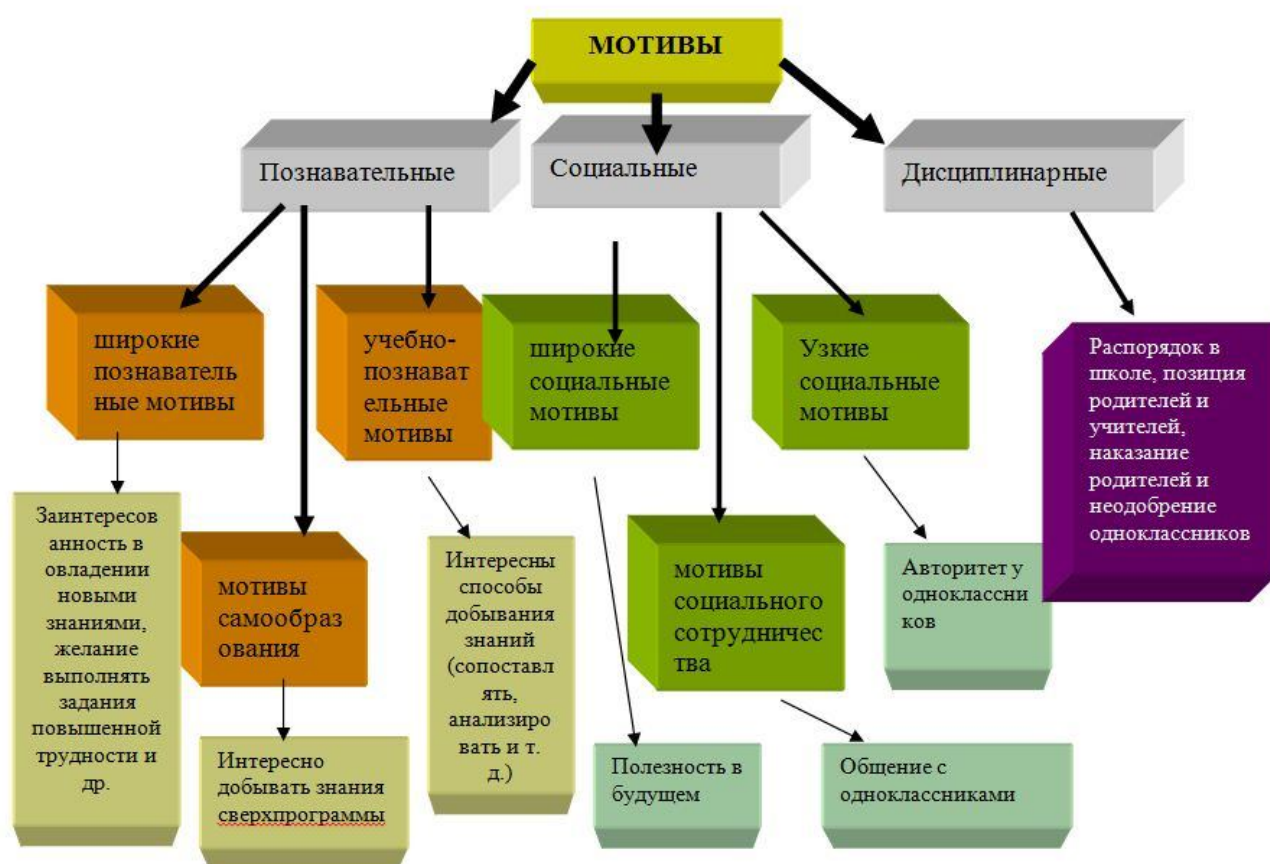 МОТИВЫ
Познавательные
Социальные
Дисциплинарные
широкие
познаватель
ные мотивы
учебно-
познават
ельные
мотивы
широкие
социальные
мотивы
Узкие
социальные
мотивы
Распорядок в
школе, позиция
родителей и
учителей,
наказание
родителей и
неодобрение
одноклассников
Заинтересов
анность в
овладении
новыми
знаниями,
желание
выполнять
задания
повышенной
трудности и
др.
мотивы
самообраз
ования
Интересны
способы
добывания
знаний
(сопоставл
ять,
анализиро
вать и т.
д.)
мотивы
социального
сотрудничес
тва
Авторитет у
одноклассни
ков
Интересно
добывать знания
сверхпрограммы
Полезность в
будущем
Общение с
одноклассниками